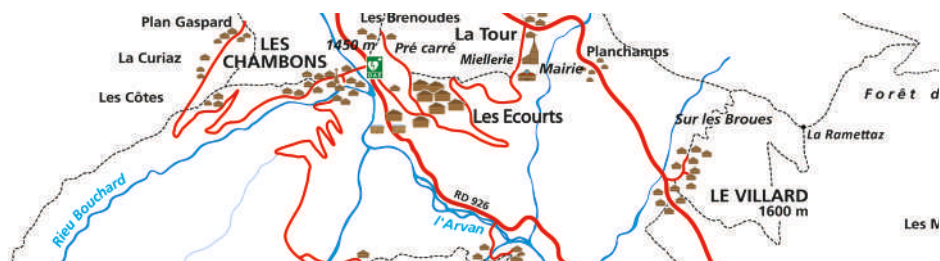 Plan Gaspard
Les Brenoudes
La Curiaz
LES
CHAMBONS
1450 m
Pré carré
La Tour
Miellerie
Mairie
Planchamps
Les Côtes
Les Ecourts
Sur les Broues
Forêt d
La Ramettaz
Rieu Bouchard
RD 926
l'Arvan
LE VILLARD
1600 m
Les M